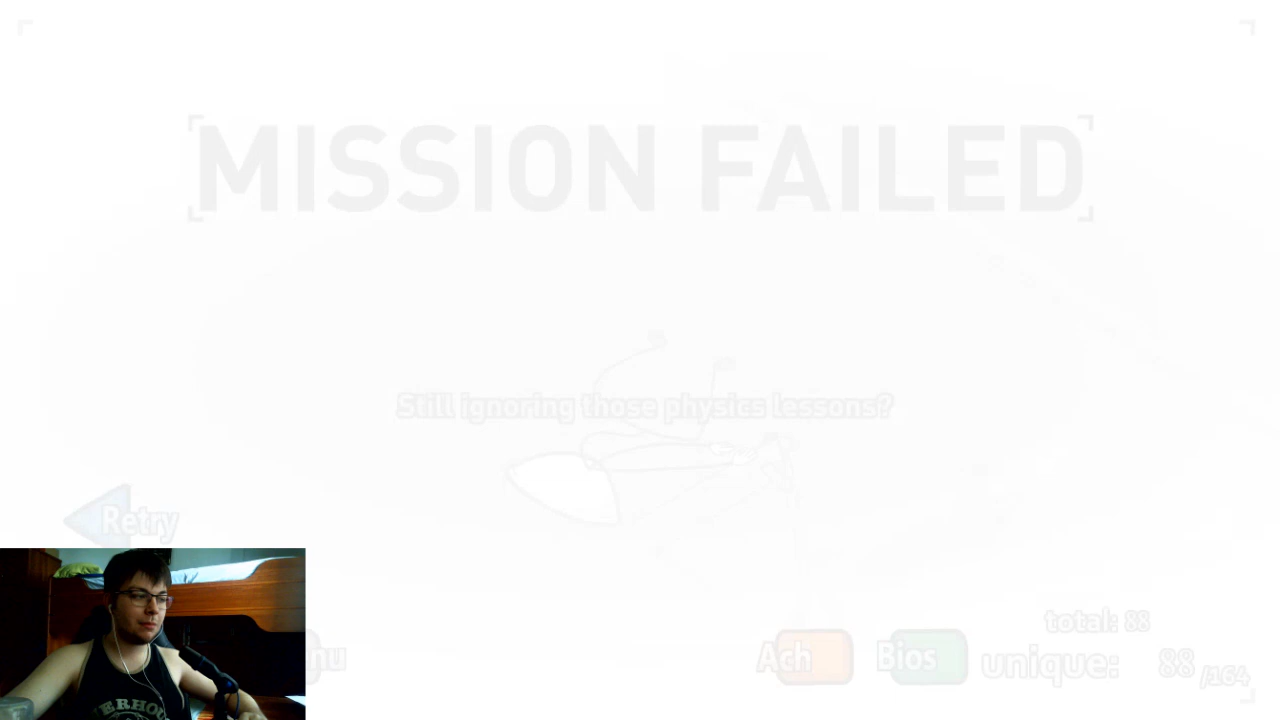 MISSION FAILED
Still ignoring those physics lessons?
Retry
Ach
Bios
total: 88
unique: 88 /164